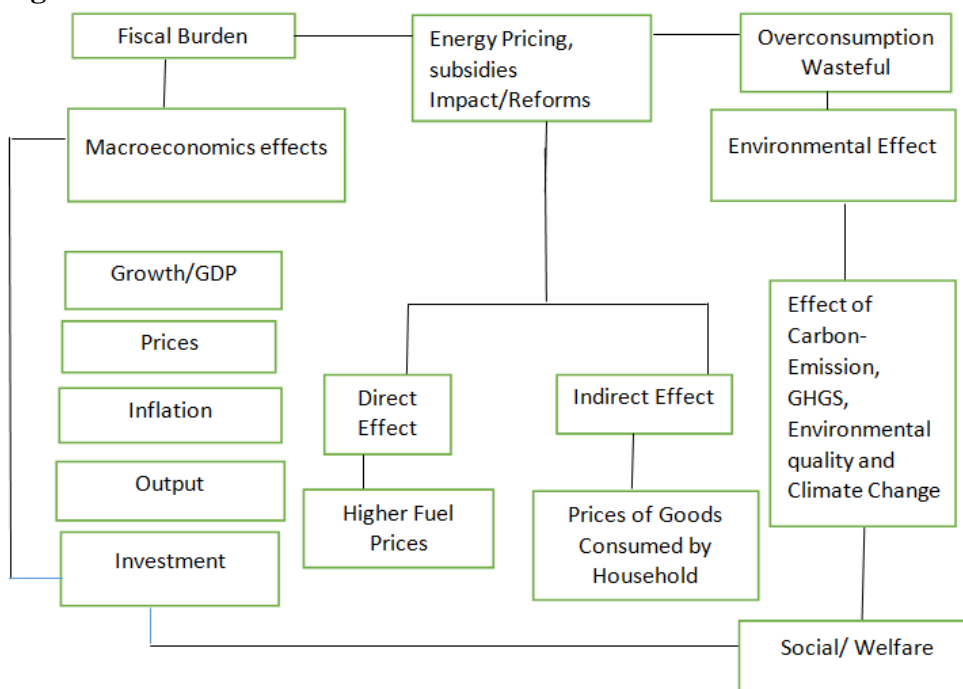 Fiscal Burden
Energy Pricing,
subsidies
Impact/Reforms
Overconsumption
Wasteful
Macroeconomics effects
Environmental Effect
Growth/GDP
Prices
Inflation
Output
Investment
Direct
Effect
Higher Fuel
Prices
Indirect Effect
Prices of Goods
Consumed by
Household
Effect of
Carbon-
Emission,
GHGS,
Environmental
quality and
Climate Change
Social/ Welfare